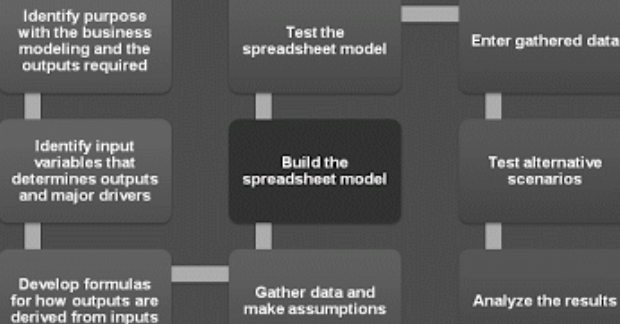 Identify purpose
with the business
modeling and the
outputs required
Identify input
variables that
determines outputs
and major drivers
Develop formulas
for how outputs are
derived from inputs
Gather data and
make assumptions
Build the
spreadsheet model
Test the
spreadsheet model
Enter gathered data
Test alternative
scenarios
Analyze the results